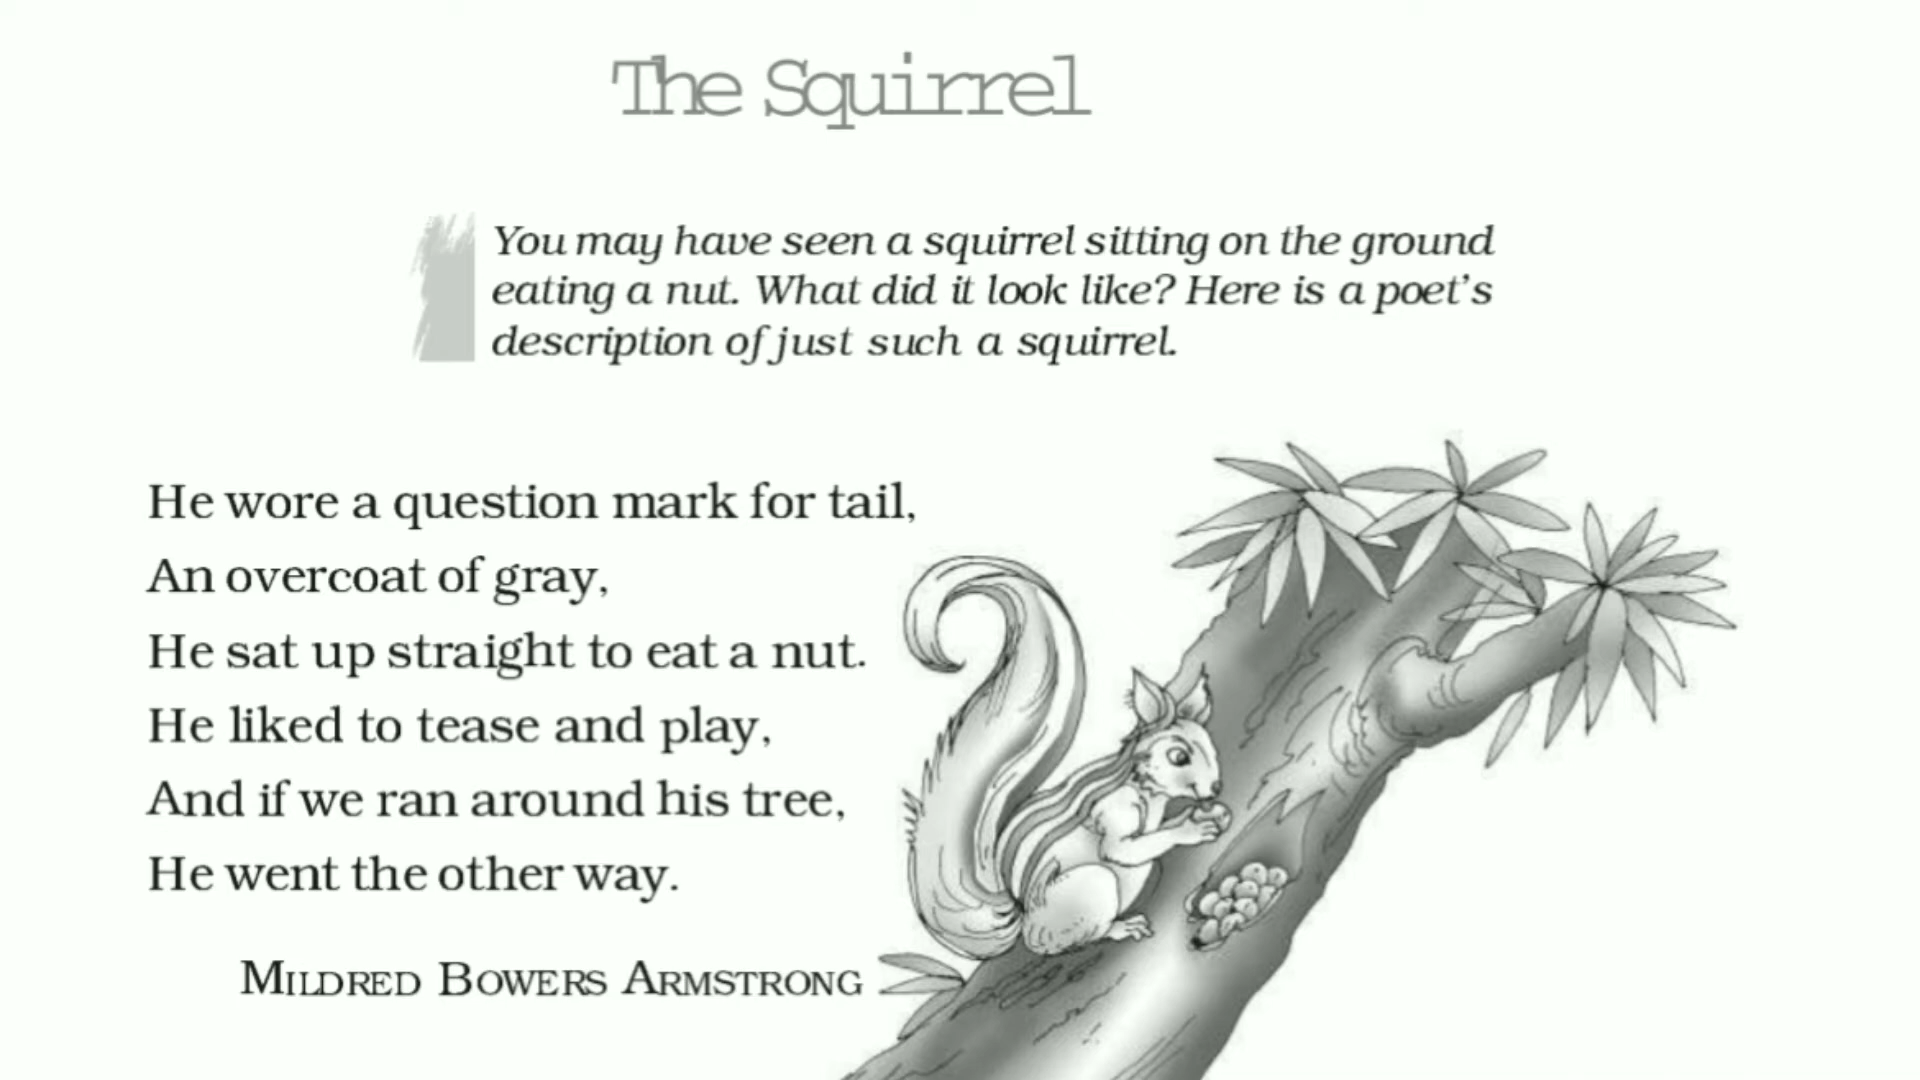 The Squirrel
You may have seen a squirrel sitting on the ground
eating a nut. What did it look like? Here is a poet's
description of just such a squirrel.
He wore a question mark for tail,
An overcoat of gray,
He sat up straight to eat a nut.
He liked to tease and play,
And if we ran around his tree,
He went the other way.
MILDRED BOWERS ARMSTRONG